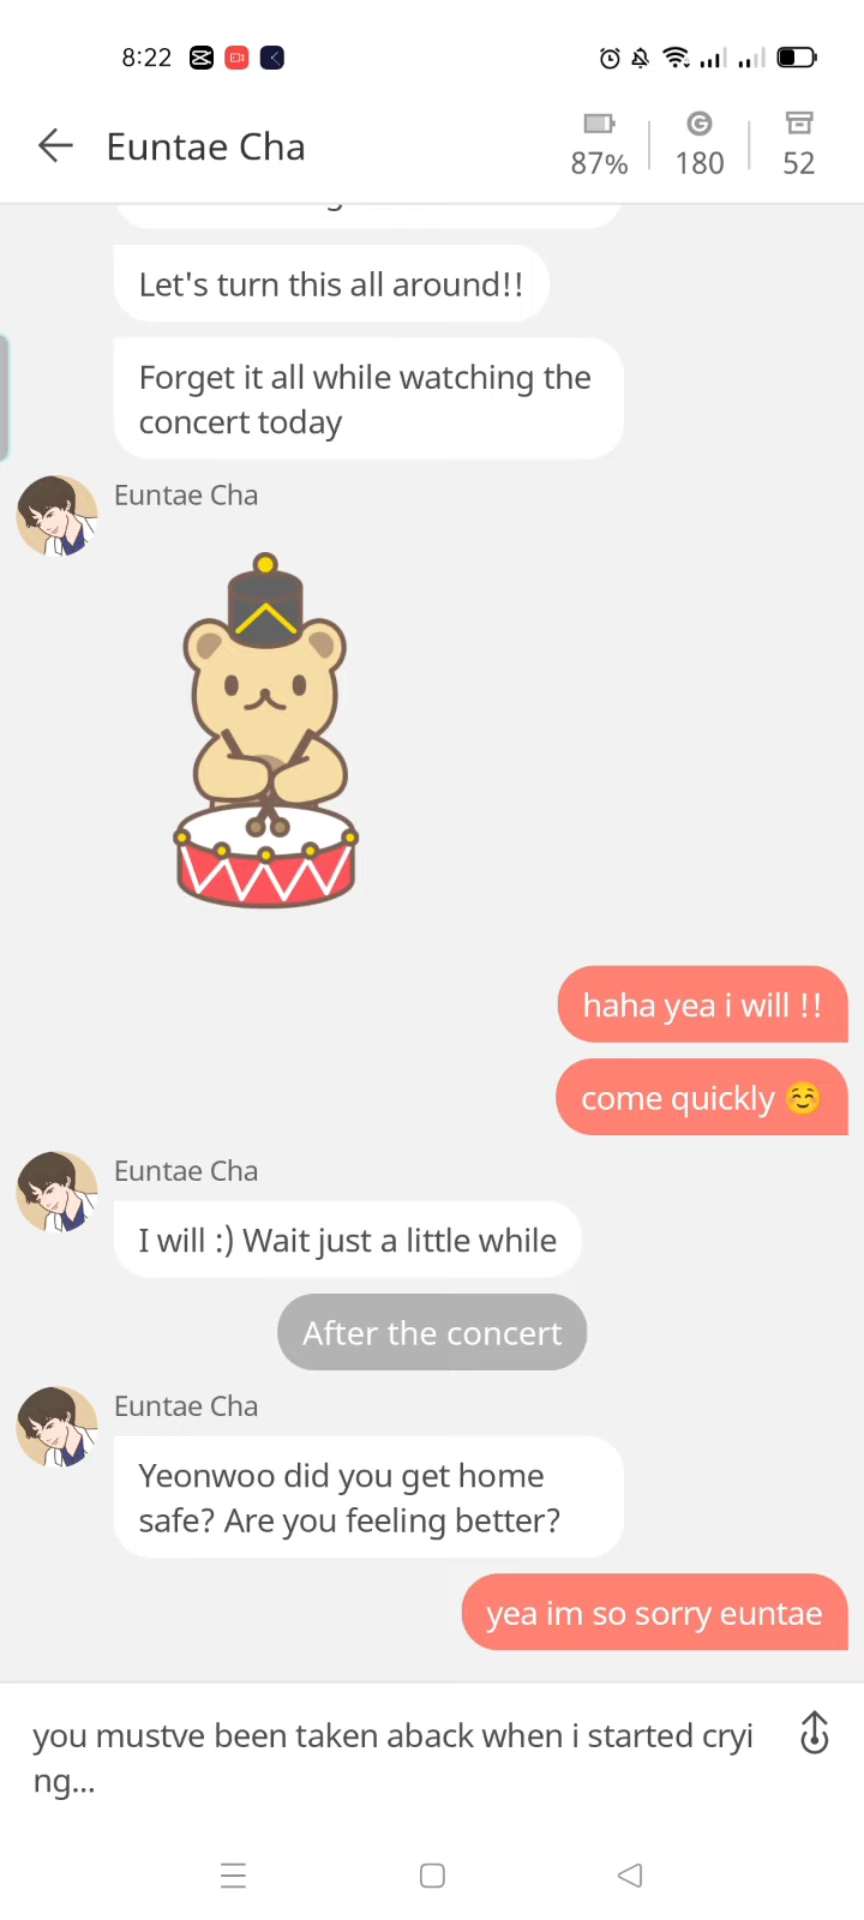 8:22
Euntae Cha
87%
180
52
Let's turn this all around!!
Forget it all while watching the
concert today
Euntae Cha
haha yea i will !!
come quickly ☺️
Euntae Cha
I will :) Wait just a little while
After the concert
Euntae Cha
Yeonwoo did you get home
safe? Are you feeling better?
yea im so sorry euntae
you mustve been taken aback when i started cryi
ng...